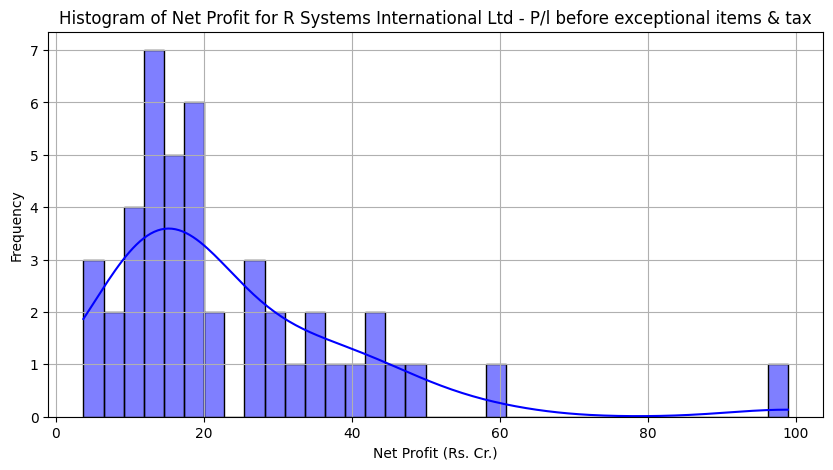 Histogram of Net Profit for R Systems International Ltd - P/l before exceptional items & tax
7
6
5
4
3
2
1
0
Frequency
0 20 40 60 80 100
Net Profit (Rs. Cr.)